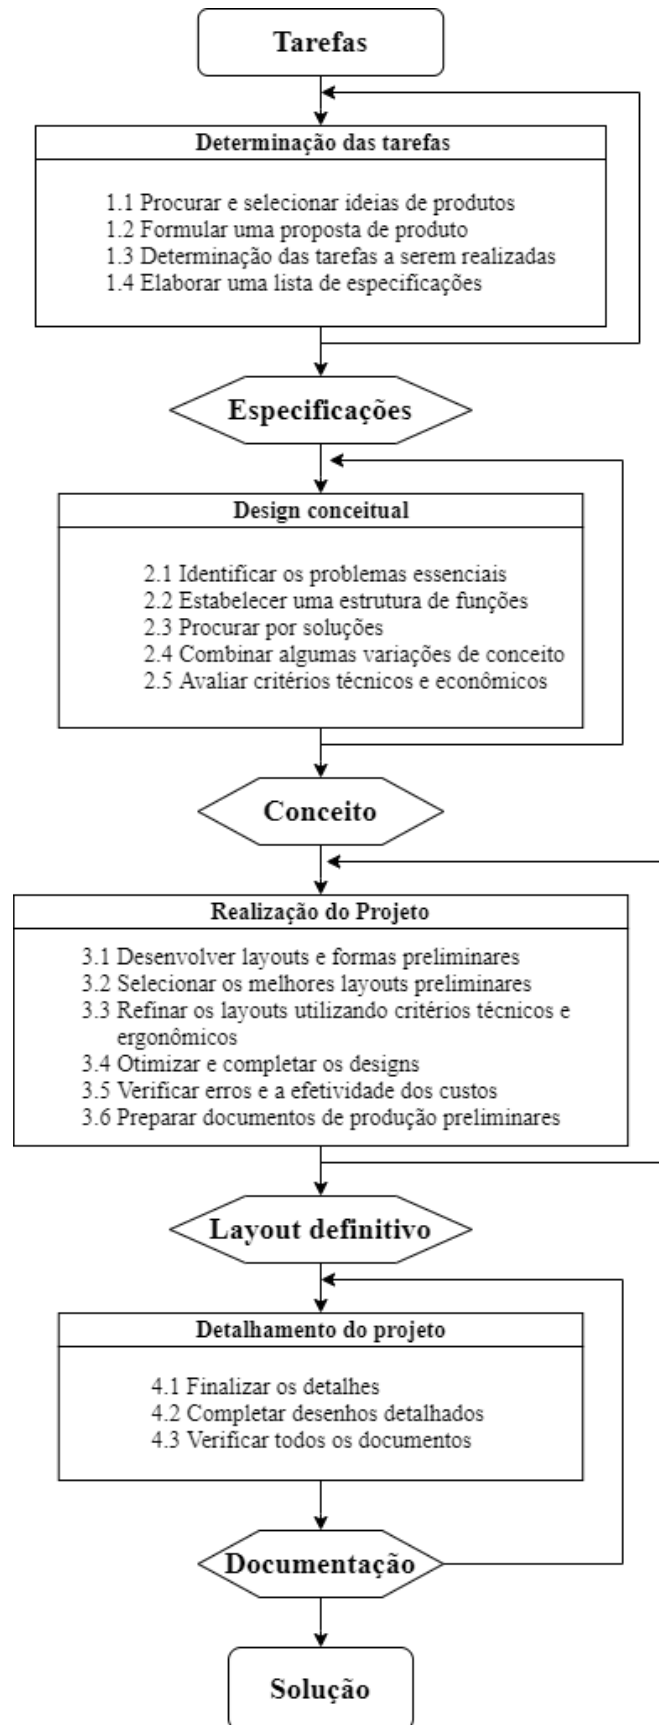 Tarefas
Determinação das tarefas
1.1 Procurar e selecionar ideias de produtos
1.2 Formular uma proposta de produto
1.3 Determinação das tarefas a serem realizadas
1.4 Elaborar uma lista de especificações
Especificações
Design conceitual
2.1 Identificar os problemas essenciais
2.2 Estabelecer uma estrutura de funções
2.3 Procurar por soluções
2.4 Combinar algumas variações de conceito
2.5 Avaliar critérios técnicos e econômicos
Conceito
Realização do Projeto
3.1 Desenvolver layouts e formas preliminares
3.2 Selecionar os melhores layouts preliminares
3.3 Refinar os layouts utilizando critérios técnicos e
ergonômicos
3.4 Otimizar e completar os designs
3.5 Verificar erros e a efetividade dos custos
3.6 Preparar documentos de produção preliminares
Layout definitivo
Detalhamento do projeto
4.1 Finalizar os detalhes
4.2 Completar desenhos detalhados
4.3 Verificar todos os documentos
Documentação
Solução